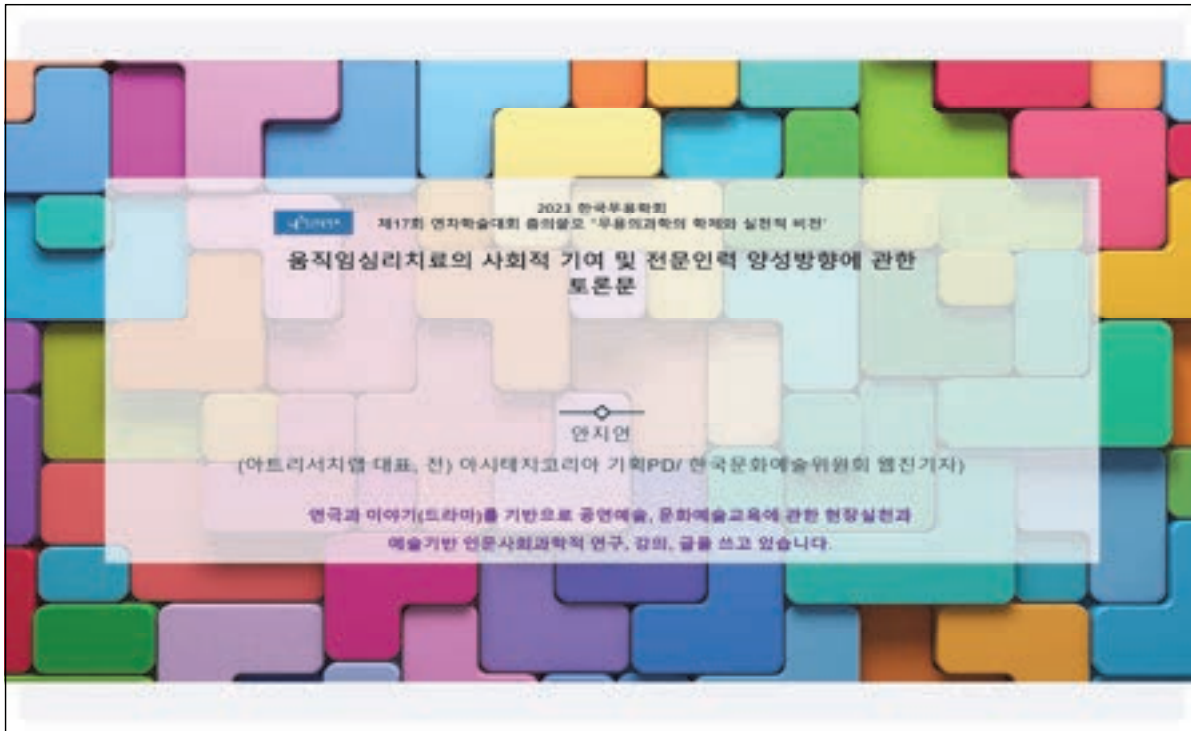 2023 한국무용학회
제17회 연차학술대회 춤의쓸모 '무용의과학의 학제와 실천적 비전'
움직임심리치료의 사회적 기여 및 전문인력 양성방향에 관한
토론문
안지연
(아트리서치랩 대표, 전) 아시테지코리아 기획PD/ 한국문화예술위원회 웹진기자)
연극과 이야기(드라마)를 기반으로 공연예술, 문화예술교육에 관한 현장실천과
예술기반 인문사회과학적 연구, 강의, 글을 쓰고 있습니다.